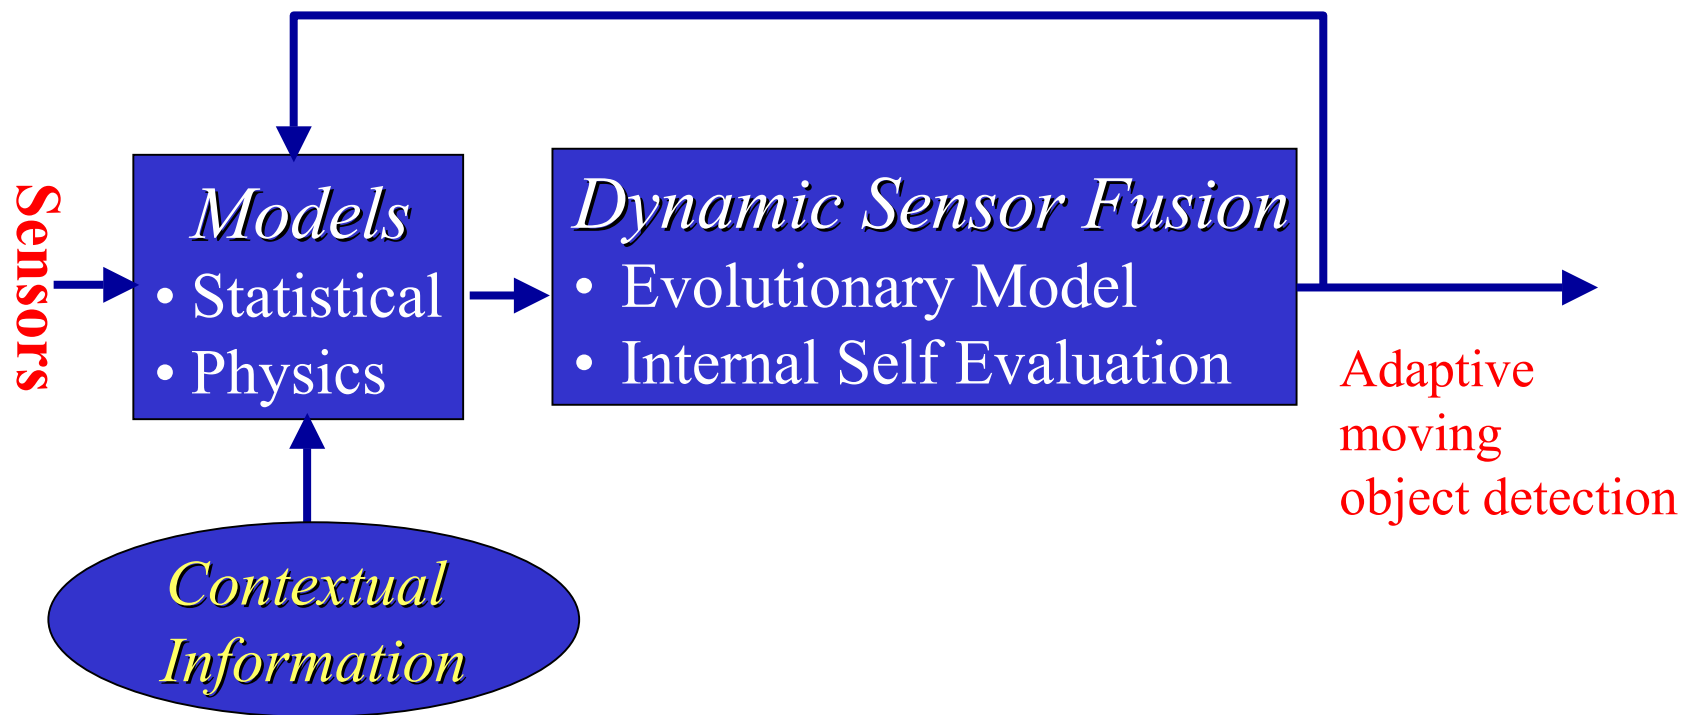 Sensors
Models
• Statistical
• Physics
Dynamic Sensor Fusion
• Evolutionary Model
• Internal Self Evaluation
Adaptive
moving
object detection
Contextual
Information